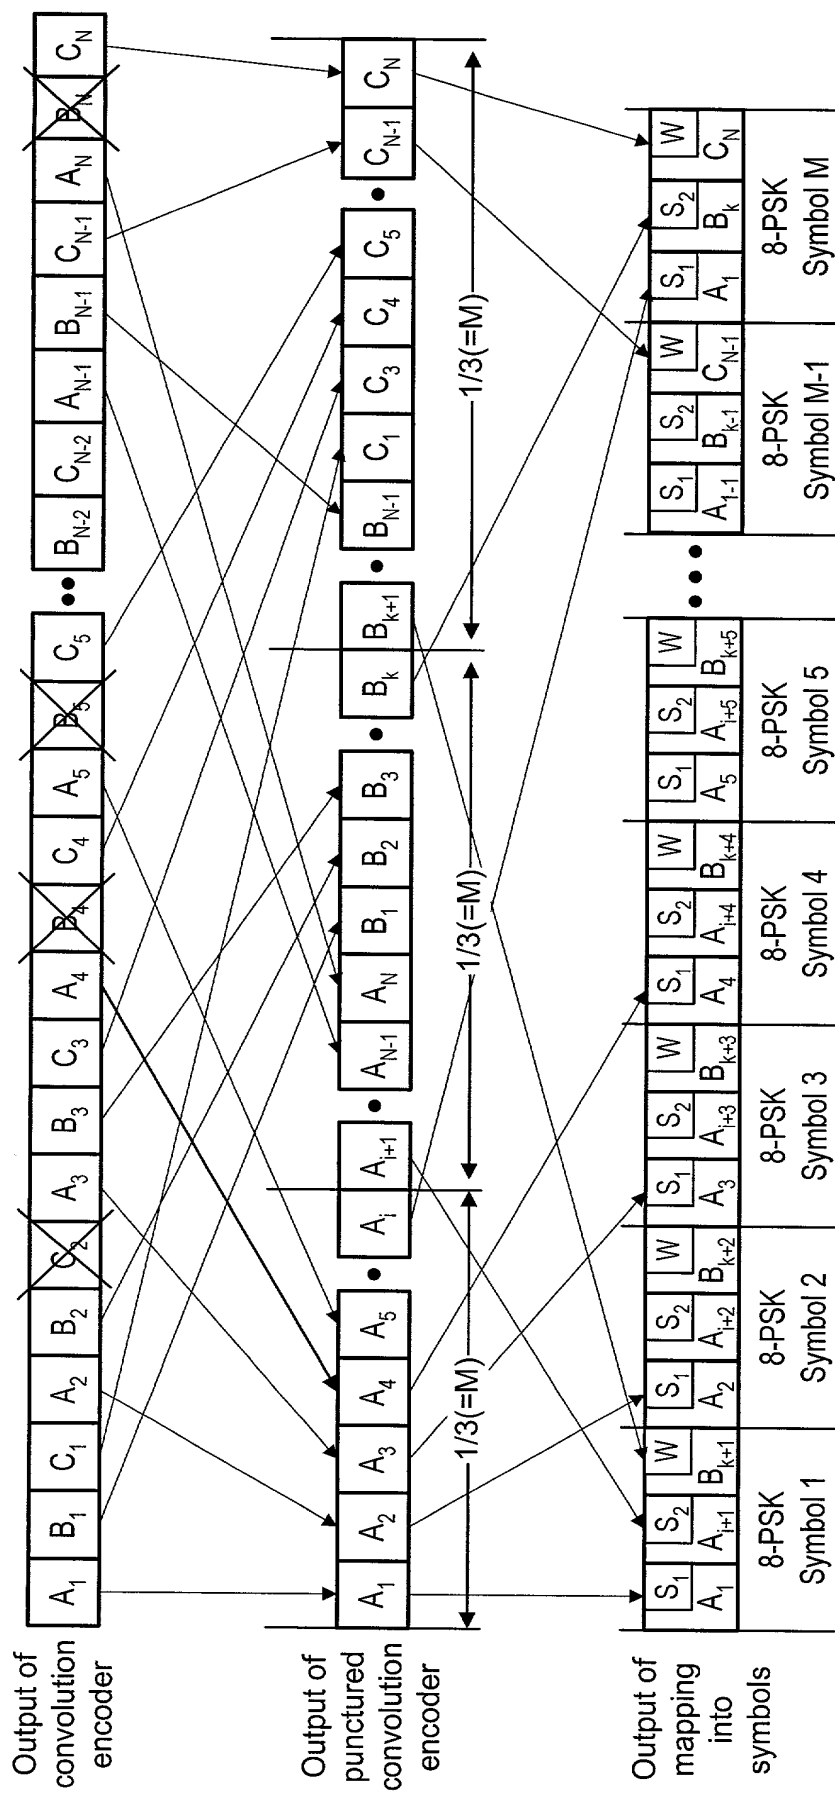 Output of
convolution
encoder
A1 B1 C1 A2 B2 C2 A3 B3 C3 A4 B4 C4 A5 B5 C5 •• BN-2 CN-2 AN-1 BN-1 CN-1 AN BN CN
Output of
punctured
convolution
encoder
A1 A2 A3 A4 A5 • Ai Ai+1 • AN-1 AN B1 B2 B3 • Bk Bk+1 • BN-1 C1 C3 C4 C5 • CN-1 CN
1/3(=M) 1/3(=M) 1/3(=M)
Output of
mapping
into
symbols
S1 S2 W S1 S2 W S1 S2 W S1 S2 W S1 S2 W ••• S1 S2 W S1 S2 W
A1 Ai+1 Bk+1 A2 Ai+2 Bk+2 A3 Ai+3 Bk+3 A4 Ai+4 Bk+4 A5 Ai+5 Bk+5 A1-1 Bk-1 CN-1 A1 Bk CN
8-PSK 8-PSK 8-PSK 8-PSK 8-PSK 8-PSK 8-PSK
Symbol 1 Symbol 2 Symbol 3 Symbol 4 Symbol 5 Symbol M-1 Symbol M